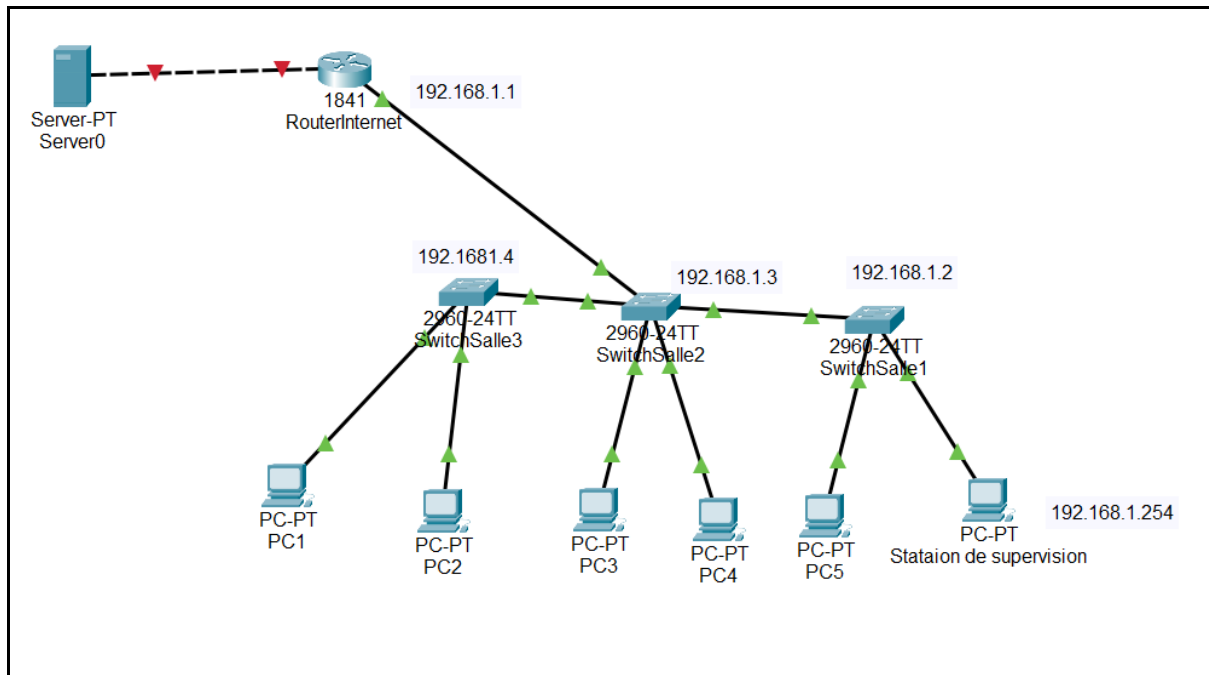 Server-PT
Server0
1841
RouterInternet
192.168.1.1
192.1681.4
2960-24TT
SwitchSalle3
192.168.1.3
2960-24TT
SwitchSalle2
192.168.1.2
2960-24TT
SwitchSalle1
PC-PT
PC1
PC-PT
PC2
PC-PT
PC3
PC-PT
PC4
PC-PT
PC5
PC-PT
Stataion de supervision
192.168.1.254